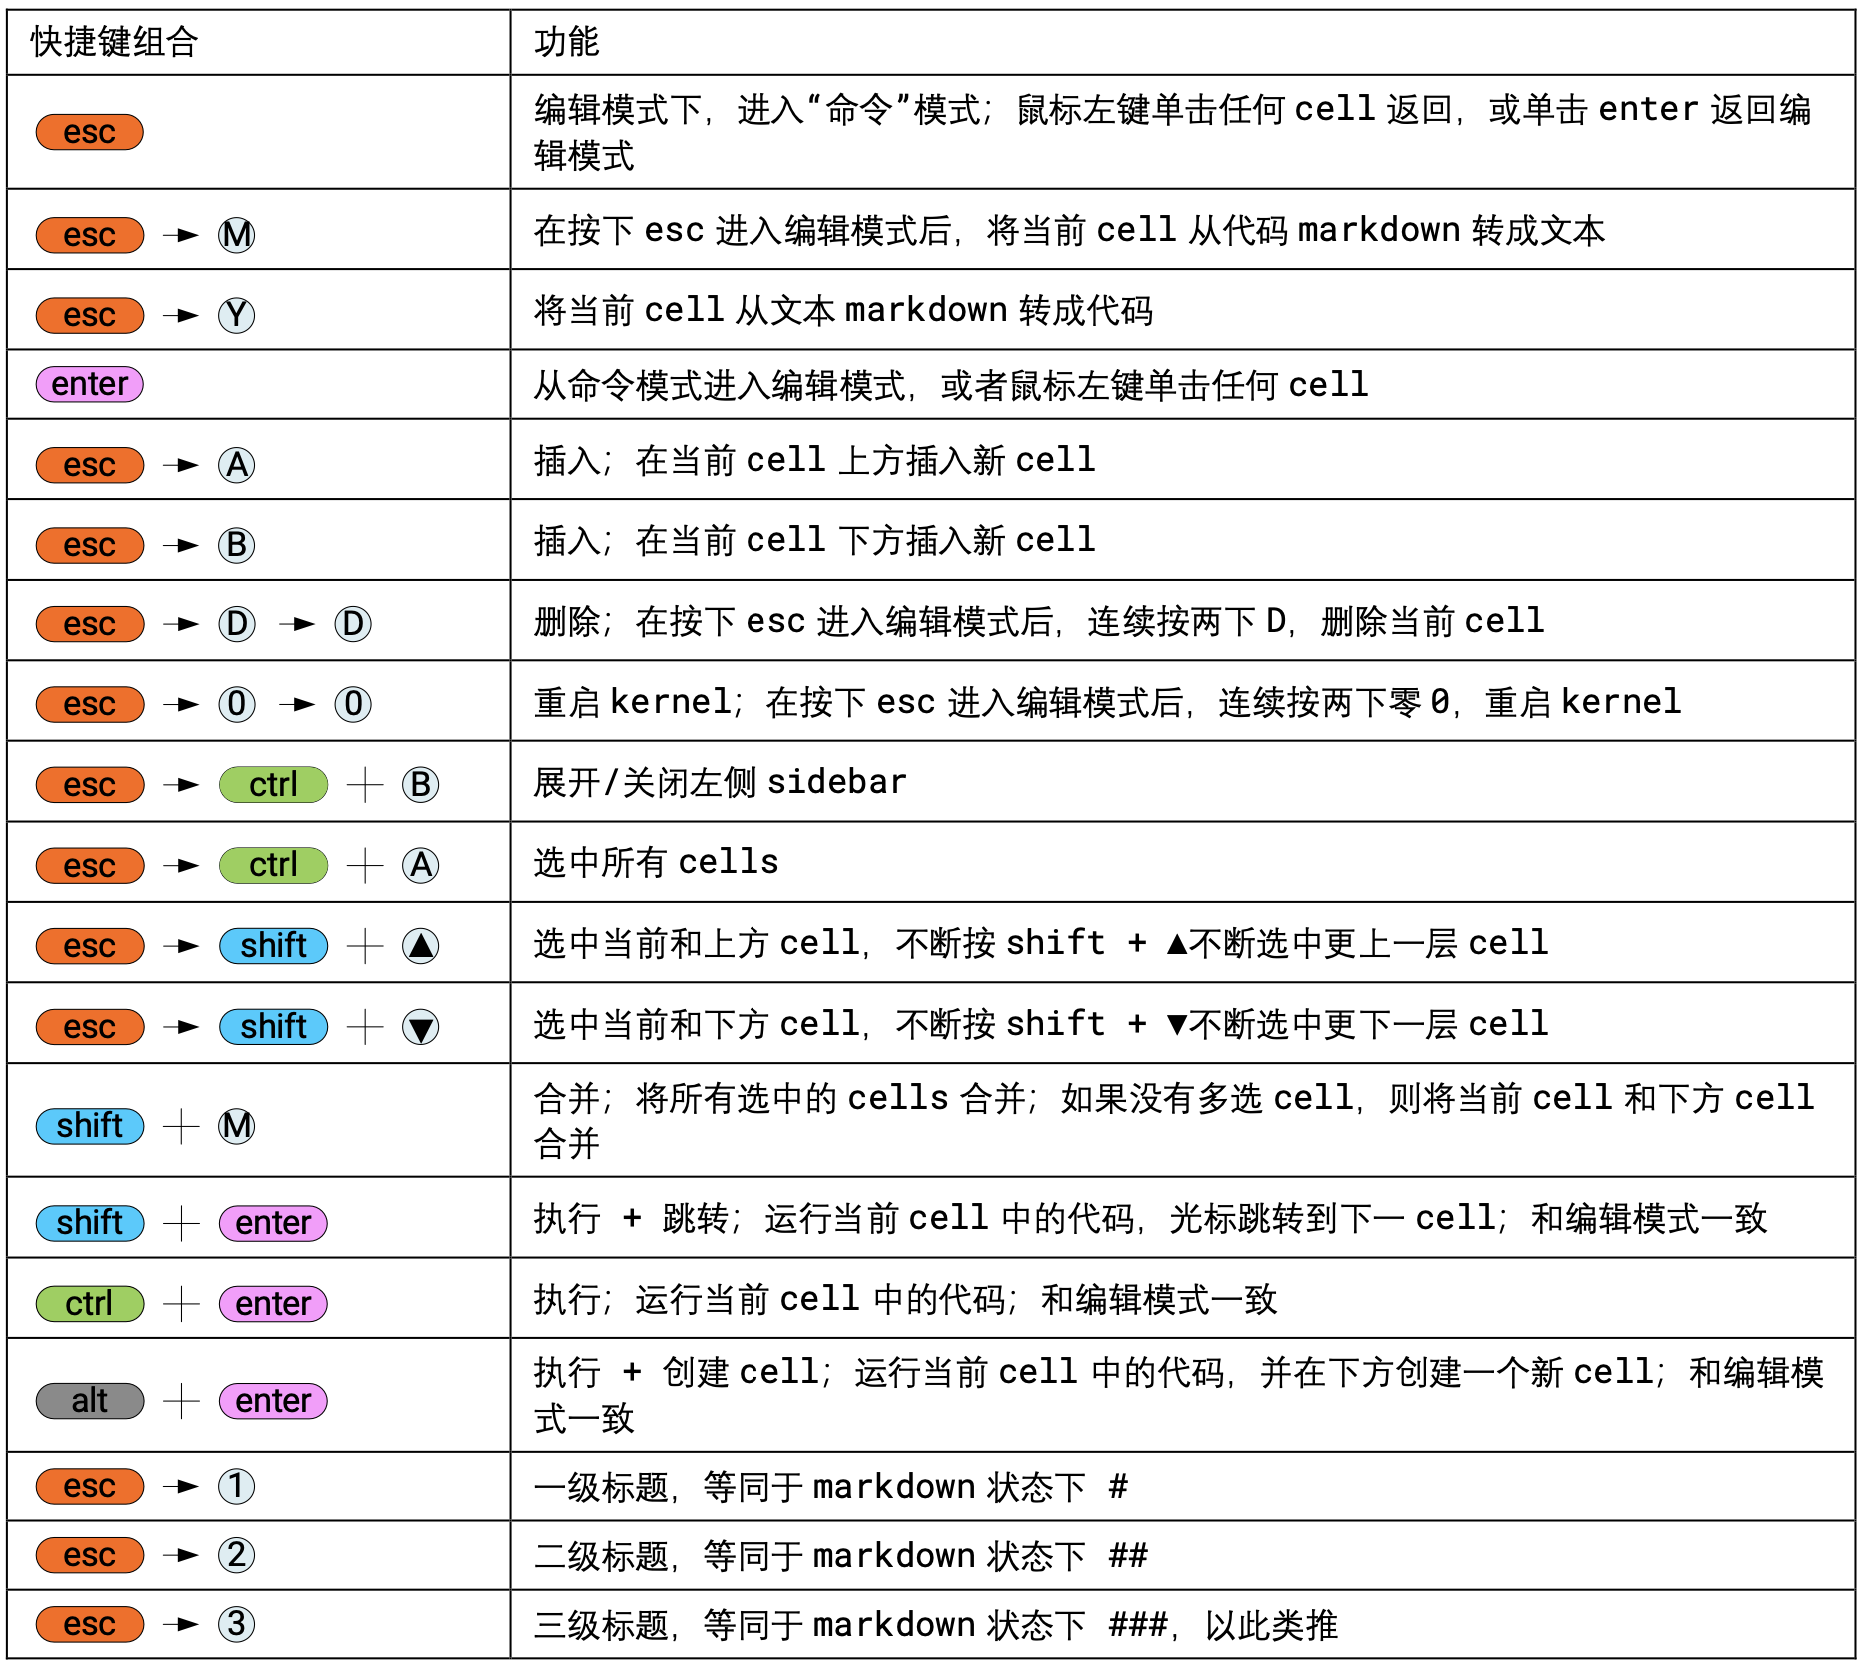 快捷键组合 功能
esc 编辑模式下，进入“命令”模式；鼠标左键单击任何 cell 返回，或单击 enter 返回编
辑模式
esc → M 在按下 esc 进入编辑模式后，将当前 cell 从代码 markdown 转成文本
esc → Y 将当前 cell 从文本 markdown 转成代码
enter 从命令模式进入编辑模式，或者鼠标左键单击任何 cell
esc → A 插入；在当前 cell 上方插入新 cell
esc → B 插入；在当前 cell 下方插入新 cell
esc → D → D 删除；在按下 esc 进入编辑模式后，连续按两下 D，删除当前 cell
esc → 0 → 0 重启 kernel；在按下 esc 进入编辑模式后，连续按两下零 0，重启 kernel
esc → ctrl + B 展开/关闭左侧 sidebar
esc → ctrl + A 选中所有 cells
esc → shift + ▲ 选中当前和上方 cell，不断按 shift + ▲不断选中更上一层 cell
esc → shift + ▼ 选中当前和下方 cell，不断按 shift + ▼不断选中更下一层 cell
shift + M 合并；将所有选中的 cells 合并；如果没有多选 cell，则将当前 cell 和下方 cell
合并
shift + enter 执行 + 跳转；运行当前 cell 中的代码，光标跳转到下一 cell；和编辑模式一致
ctrl + enter 执行；运行当前 cell 中的代码；和编辑模式一致
alt + enter 执行 + 创建 cell；运行当前 cell 中的代码，并在下方创建一个新 cell；和编辑模
式一致
esc → 1 一级标题，等同于 markdown 状态下 #
esc → 2 二级标题，等同于 markdown 状态下 ##
esc → 3 三级标题，等同于 markdown 状态下 ###，以此类推